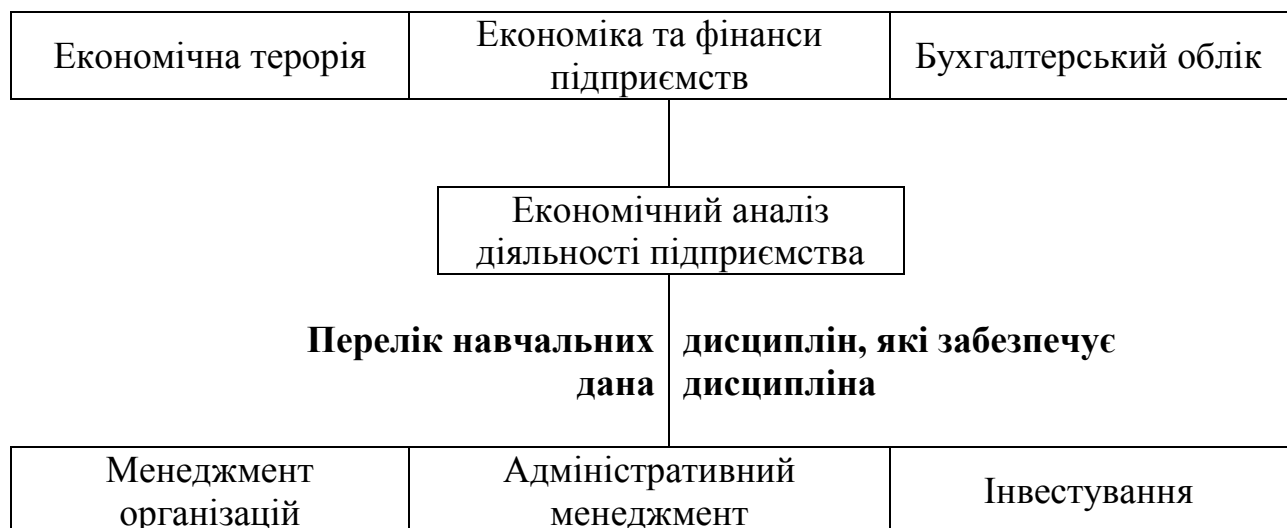 Економічна терорія
Економіка та фінанси
підприємств
Бухгалтерський облік
Економічний аналіз
діяльності підприємства
Перелік навчальних дисциплін, які забезпечує
дана дисципліна
Менеджмент
організацій
Адміністративний
менеджмент
Інвестування